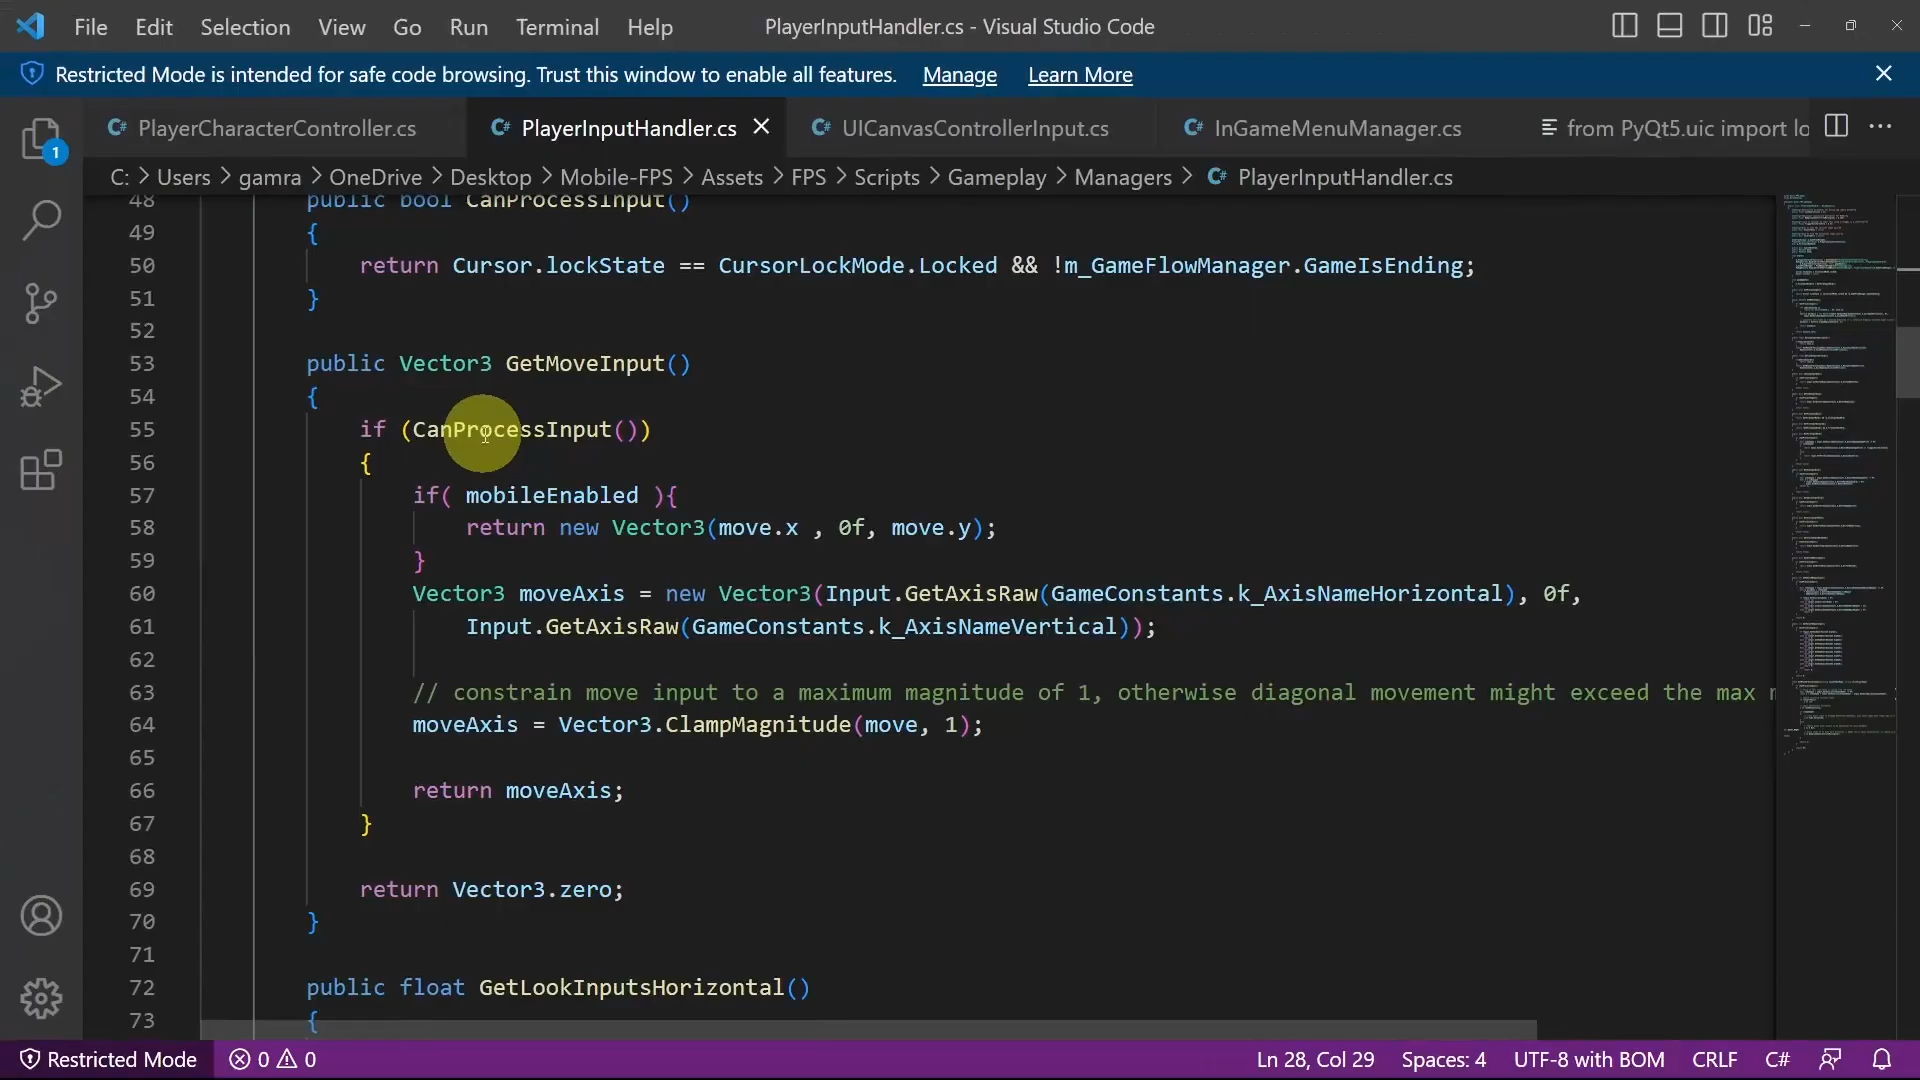 File Edit Selection View Go Run Terminal Help PlayerInputHandler.cs - Visual Studio Code
Restricted Mode is intended for safe code browsing. Trust this window to enable all features. Manage Learn More
PlayerCharacterController.cs PlayerInputHandler.cs UICanvasControllerInput.cs InGameMenuManager.cs from PyQt5.uic import lo
1
C: > Users > gamra > OneDrive > Desktop > Mobile-FPS > Assets > FPS > Scripts > Gameplay > Managers > PlayerInputHandler.cs
48 public bool CanProcessInput()
49 {
50 return Cursor.lockState == CursorLockMode.Locked && !m_GameFlowManager.GameIsEnding;
51 }
52
53 public Vector3 GetMoveInput()
54 {
55 if (CanProcessInput())
56 {
57 if( mobileEnabled ){
58 return new Vector3(move.x , 0f, move.y);
59 }
60 Vector3 moveAxis = new Vector3(Input.GetAxisRaw(GameConstants.k_AxisNameHorizontal), 0f,
61 Input.GetAxisRaw(GameConstants.k_AxisNameVertical));
62
63 // constrain move input to a maximum magnitude of 1, otherwise diagonal movement might exceed the max
64 moveAxis = Vector3.ClampMagnitude(move, 1);
65
66 return moveAxis;
67 }
68
69 return Vector3.zero;
70 }
71
72 public float GetLookInputsHorizontal()
73 {
Restricted Mode 0 0 Ln 28, Col 29 Spaces: 4 UTF-8 with BOM CRLF C#